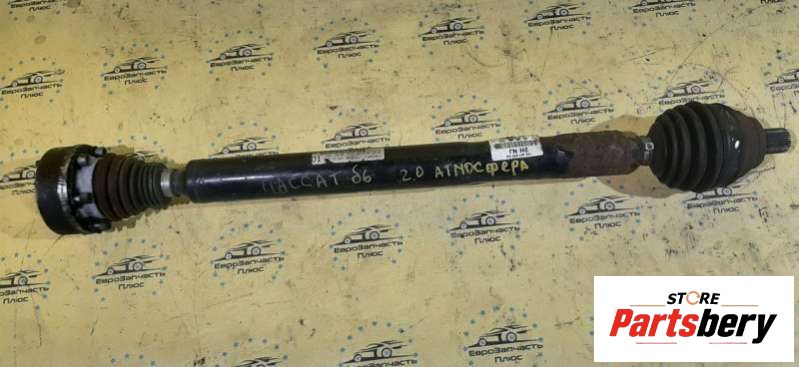 ЕвроЗапчасть
Плюс
ПАССАТ б6 2.0 АТМОСФЕРА
STORE
Partsbery